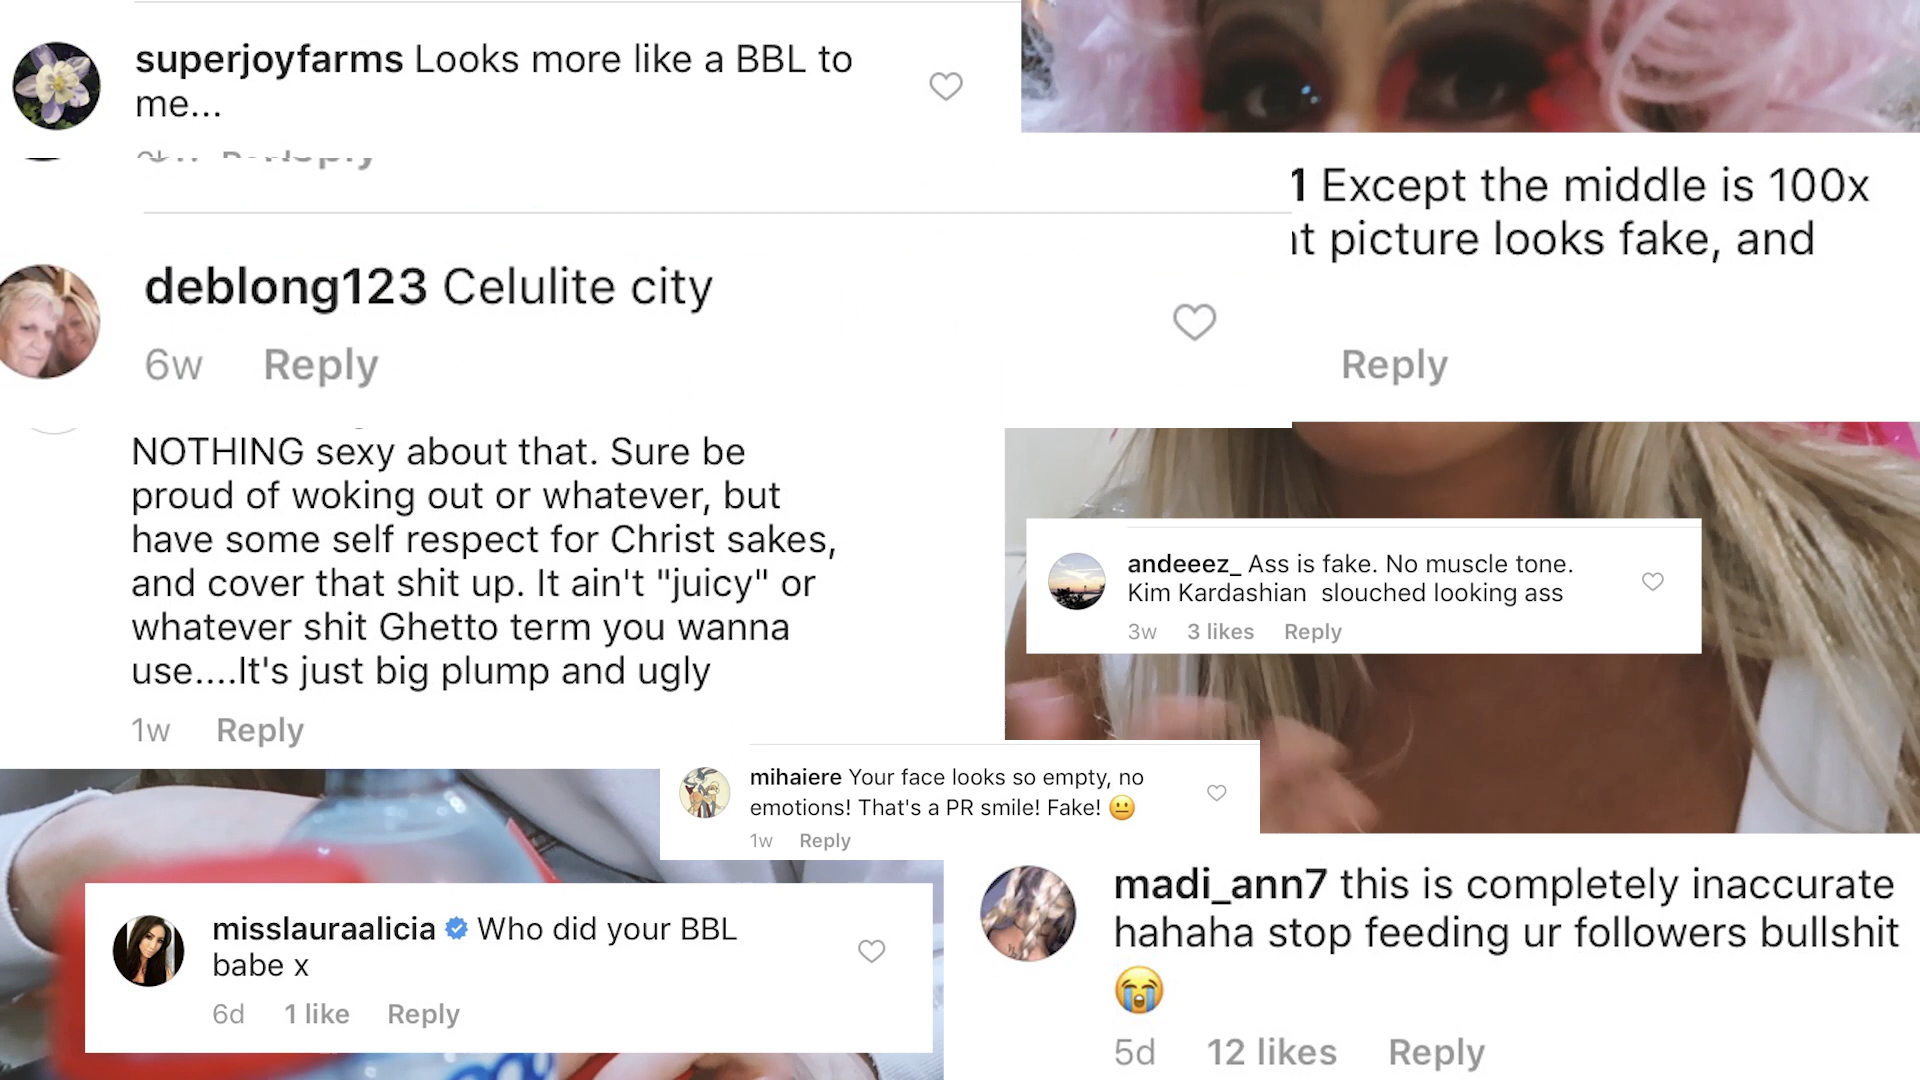 superjoyfarms Looks more like a BBL to
me...
Reply
1 Except the middle is 100x
picture looks fake, and
Reply
deblong123 Celulite city
6w Reply
NOTHING sexy about that. Sure be
proud of woking out or whatever, but
have some self respect for Christ sakes,
and cover that shit up. It ain't "juicy" or
whatever shit Ghetto term you wanna
use....It's just big plump and ugly
1w Reply
andeeez_ Ass is fake. No muscle tone.
Kim Kardashian slouched looking ass
3w 3 likes Reply
mihaiere Your face looks so empty, no
emotions! That's a PR smile! Fake! 😐
1w Reply
misslauraalicia Who did your BBL
babe x
6d 1 like Reply
madi_ann7 this is completely inaccurate
hahaha stop feeding ur followers bullshit
😭
5d 12 likes Reply